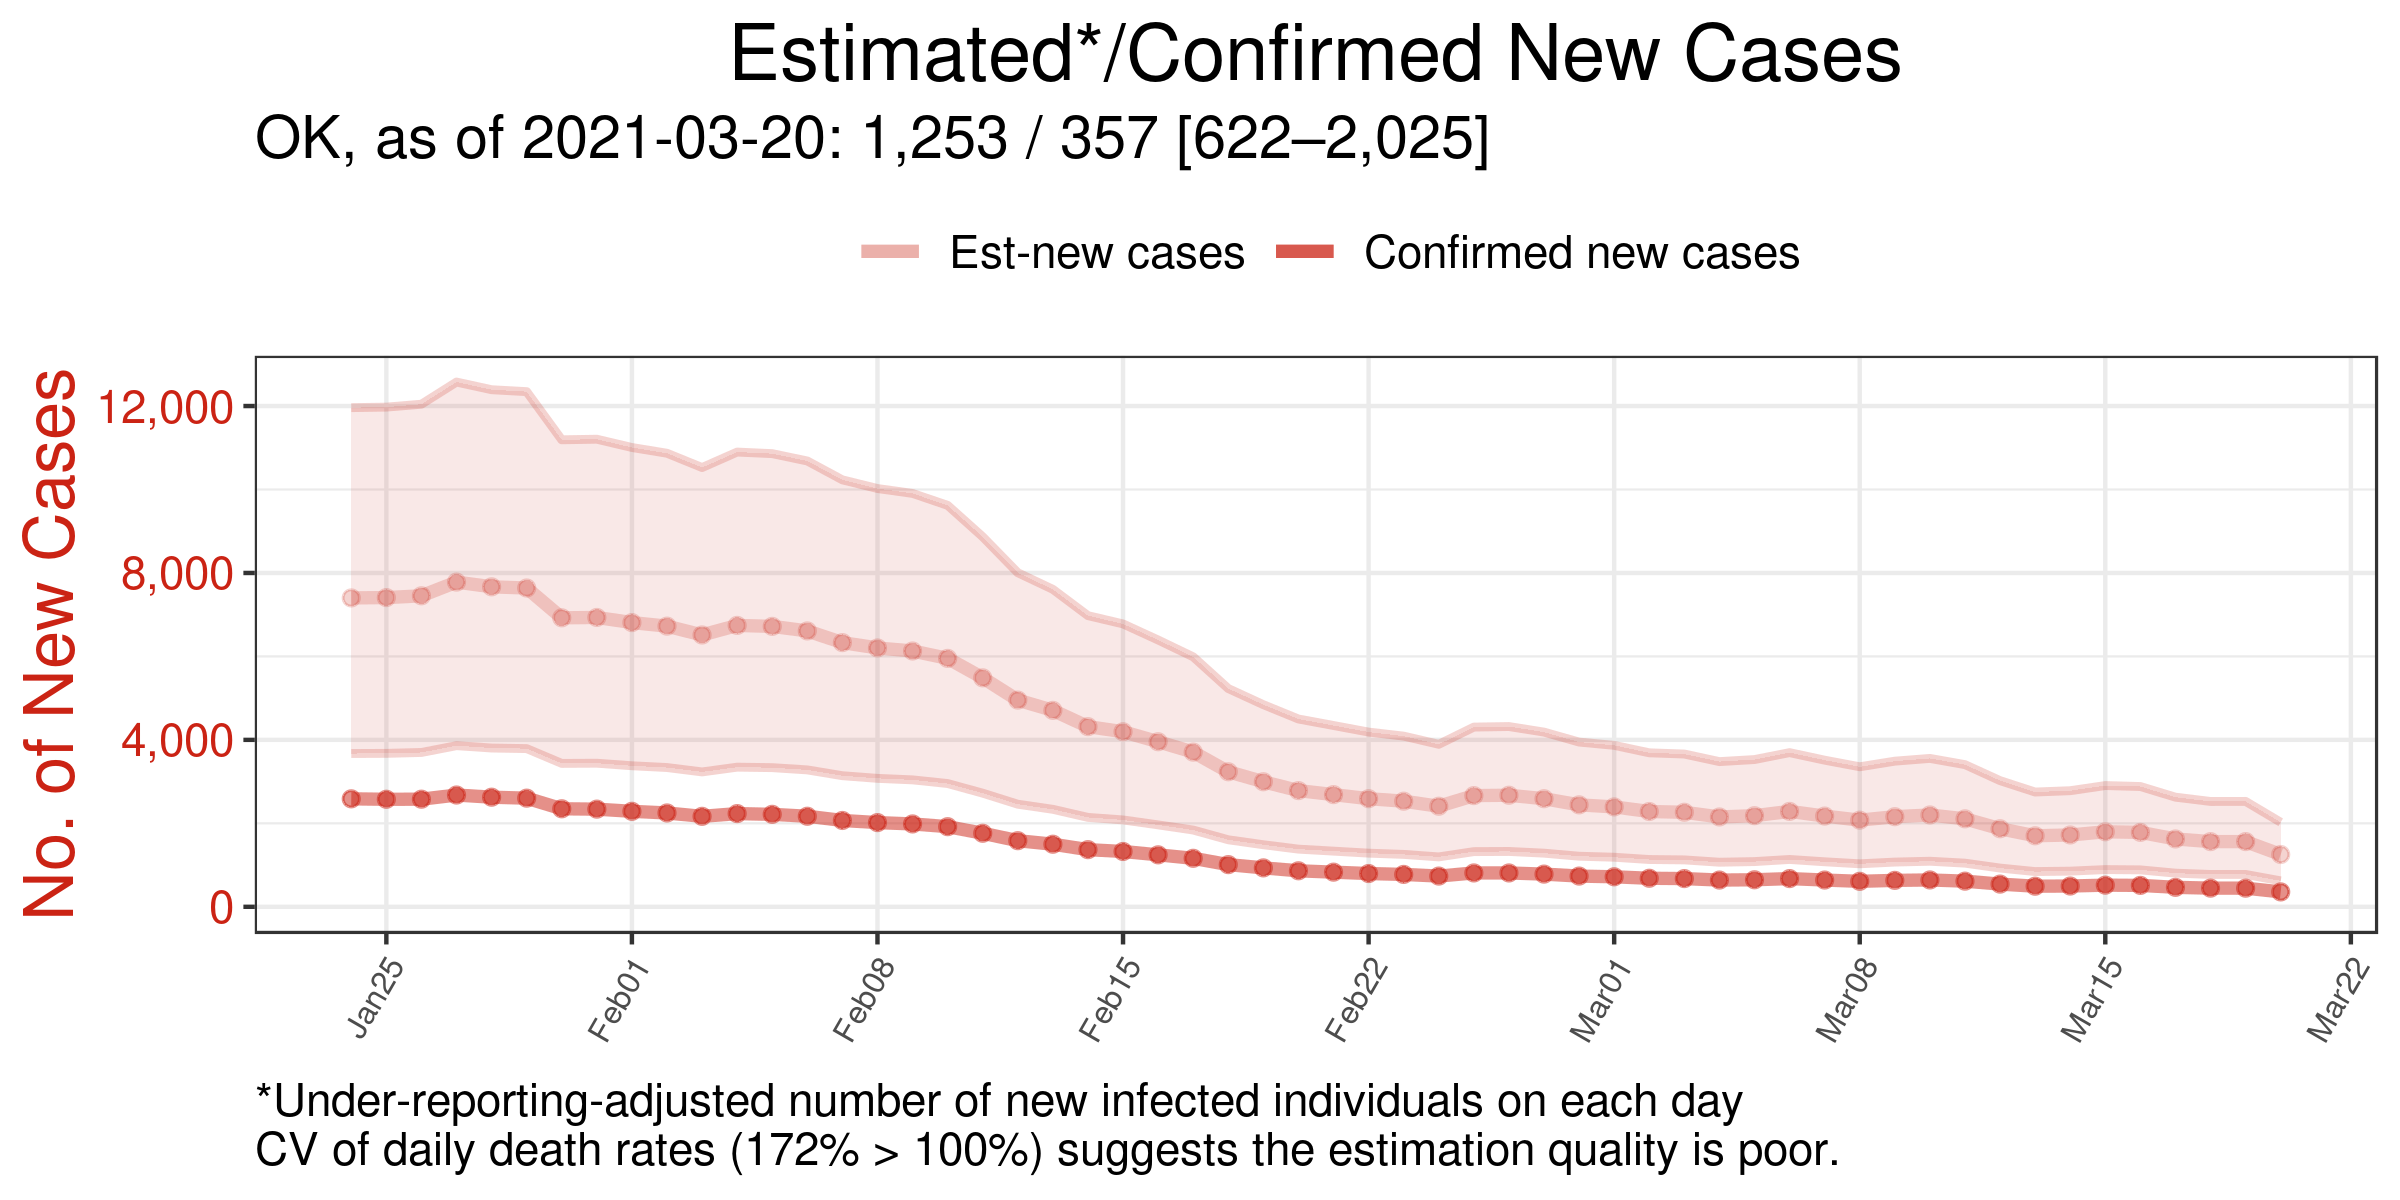 Estimated*/Confirmed New Cases
OK, as of 2021-03-20: 1,253 / 357 [622–2,025]
Est-new cases
Confirmed new cases
No. of New Cases
12,000
8,000
4,000
0
Jan25
Feb01
Feb08
Feb15
Feb22
Mar01
Mar08
Mar15
Mar22
*Under-reporting-adjusted number of new infected individuals on each day
CV of daily death rates (172% > 100%) suggests the estimation quality is poor.